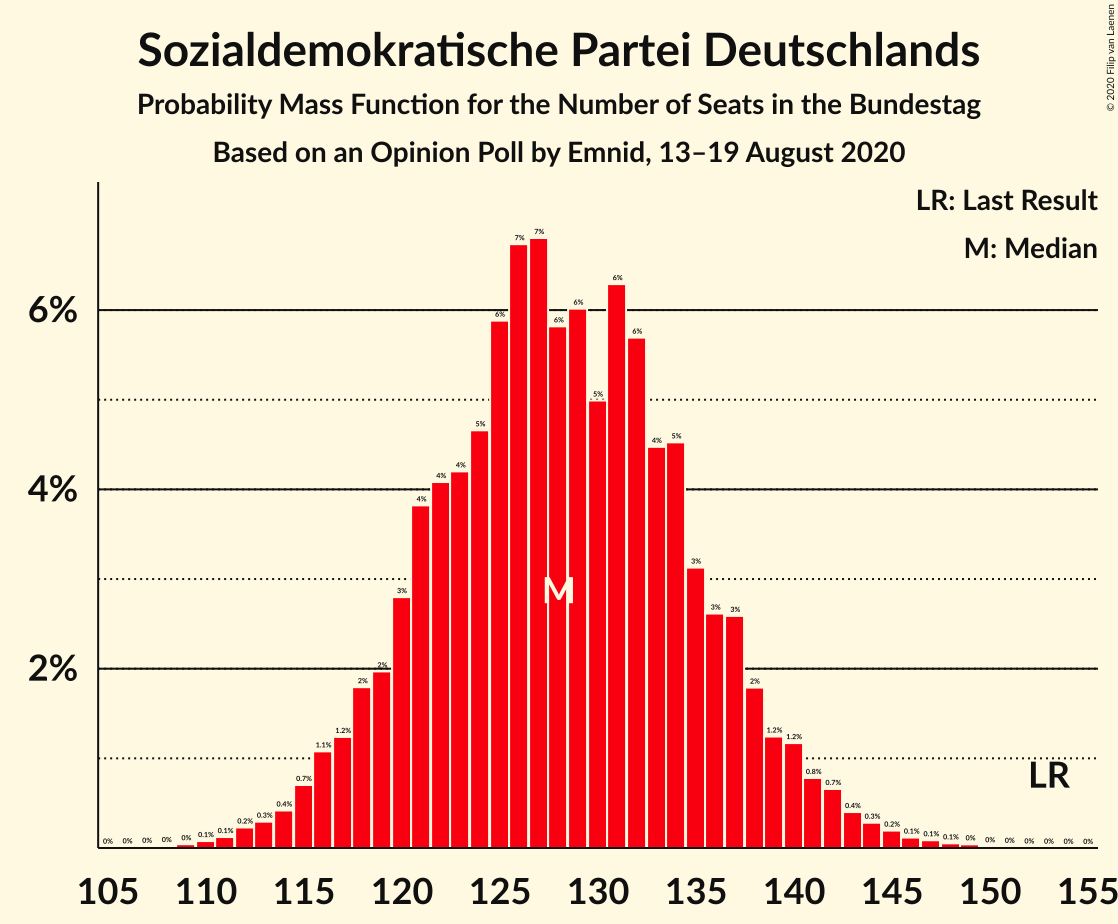 Sozialdemokratische Partei Deutschlands
Probability Mass Function for the Number of Seats in the Bundestag
Based on an Opinion Poll by Emnid, 13–19 August 2020
© 2020 Filip van Laenen
LR: Last Result
M: Median
6%
4%
2%
0% 0% 0% 0% 0% 0.1% 0.1% 0.2% 0.3% 0.4% 0.7% 1.1% 1.2% 2% 2% 3% 4% 4% 4% 5% 6% 7% 7% 6% 6% 5% 6% 6% 4% 5% 3% 3% 3% 2% 1.2% 1.2% 0.8% 0.7% 0.4% 0.3% 0.2% 0.1% 0.1% 0.1% 0% 0% 0% 0% 0% 0% 0%
M
LR
105 110 115 120 125 130 135 140 145 150 155